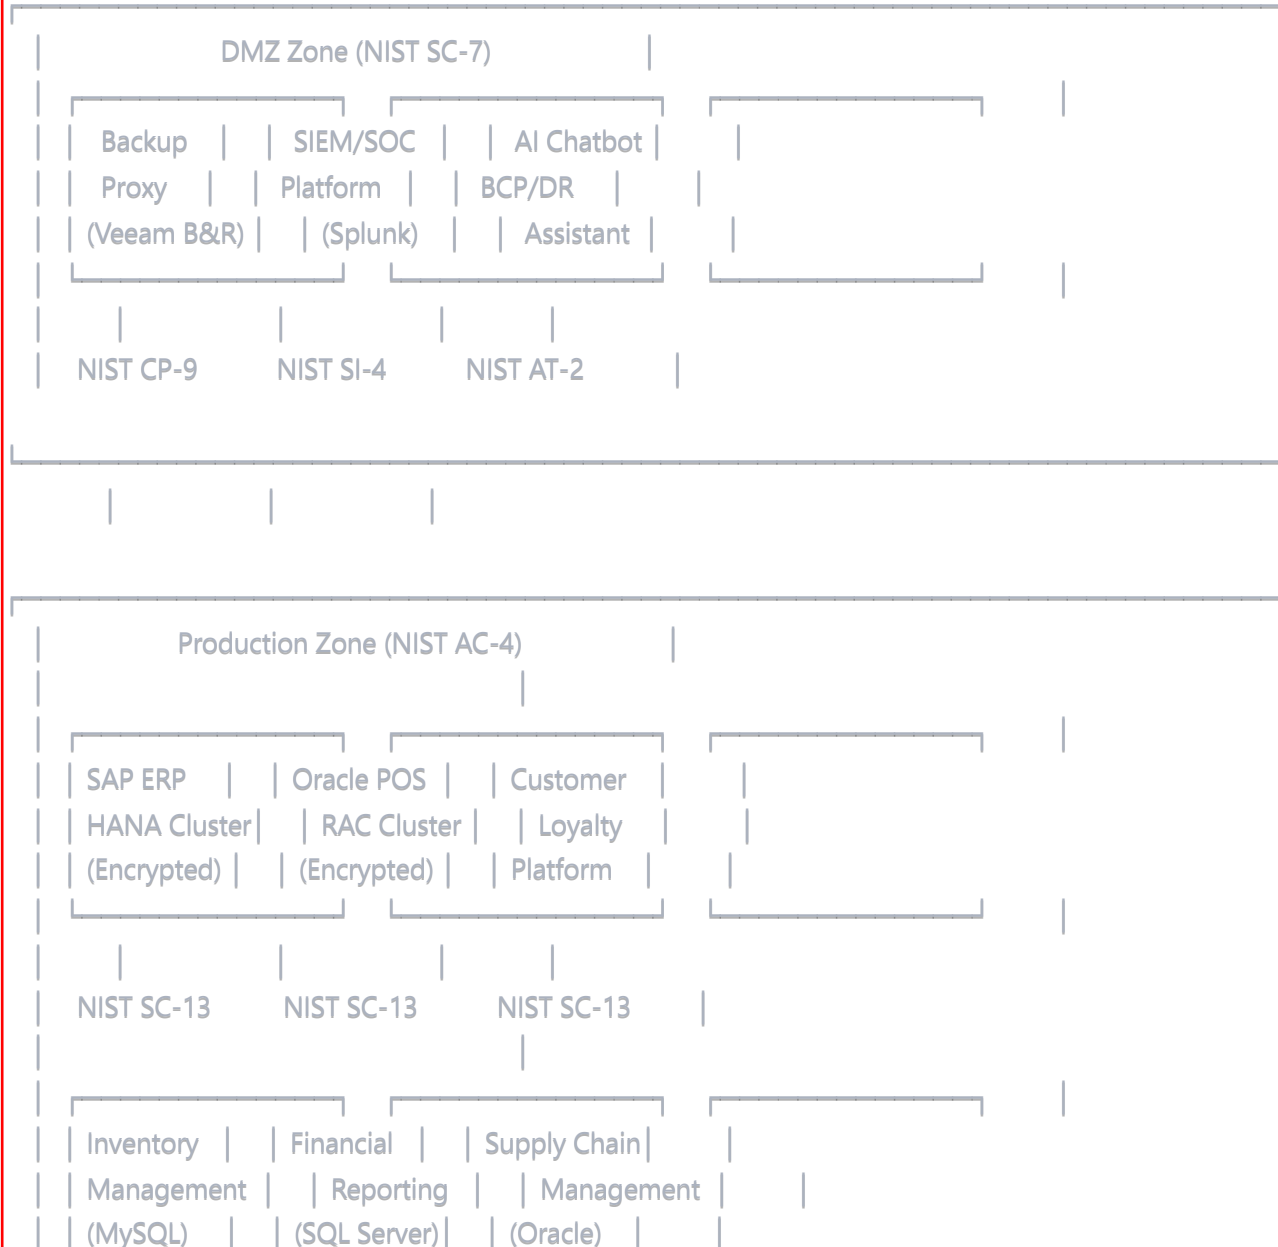 DMZ Zone (NIST SC-7)
Backup | | SIEM/SOC | | AI Chatbot |
Proxy | | Platform | | BCP/DR |
(Veeam B&R) | | (Splunk) | | Assistant |
NIST CP-9 NIST SI-4 NIST AT-2
Production Zone (NIST AC-4)
SAP ERP | | Oracle POS | | Customer |
HANA Cluster | | RAC Cluster | | Loyalty |
(Encrypted) | | (Encrypted) | | Platform |
NIST SC-13 NIST SC-13 NIST SC-13
Inventory | | Financial | | Supply Chain |
Management | | Reporting | | Management |
(MySQL) | | (SQL Server) | | (Oracle) |